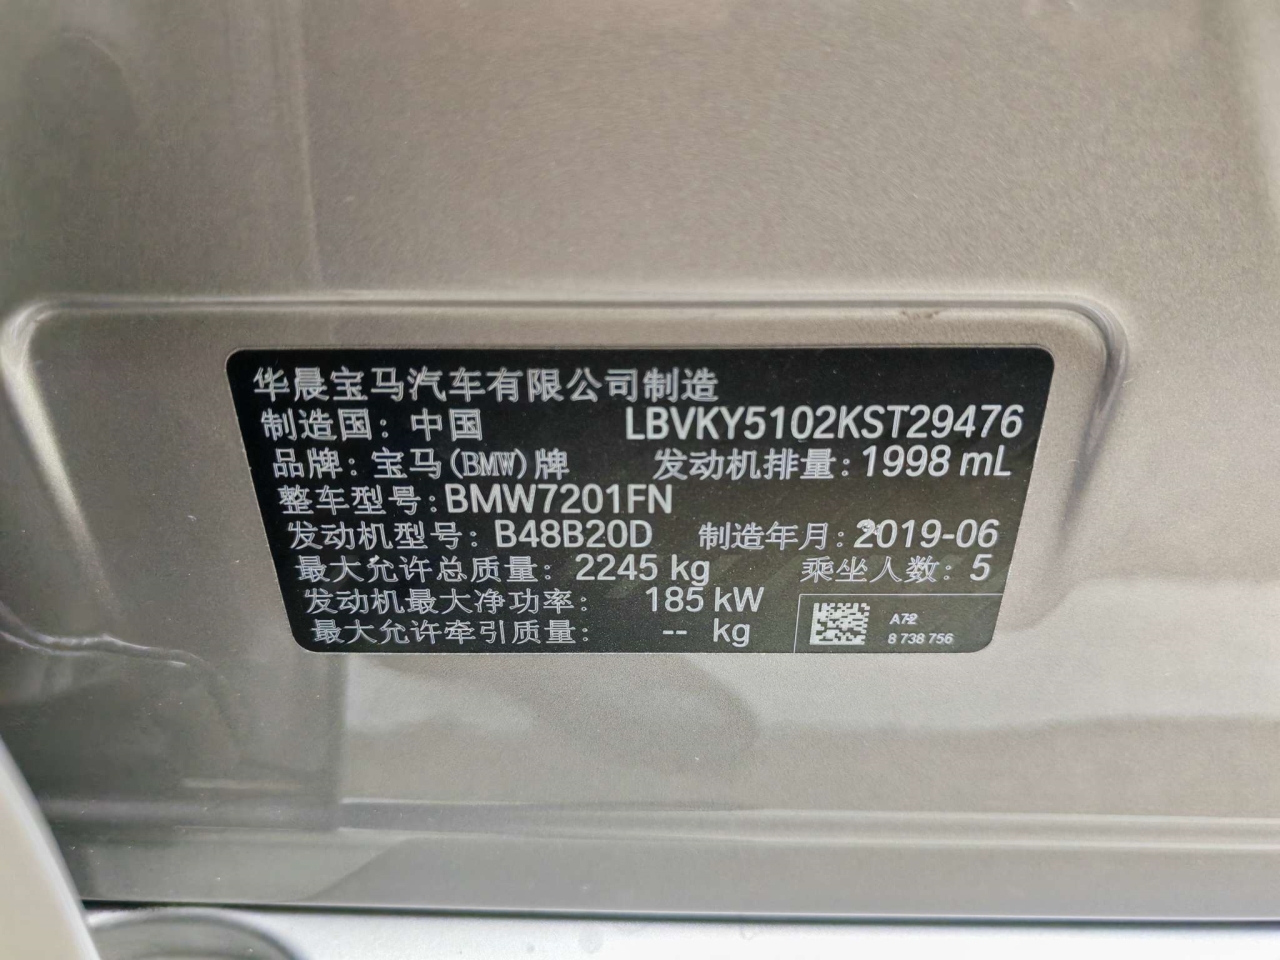 华晨宝马汽车有限公司制造
制造国：中国 LBVKY5102KST29476
品牌：宝马(BMW)牌 发动机排量：1998 mL
整车型号：BMW7201FN
发动机型号：B48B20D 制造年月：2019-06
最大允许总质量：2245 kg 乘坐人数：5
发动机最大净功率：185 kW
最大允许牵引质量：-- kg
A72
8 738 756